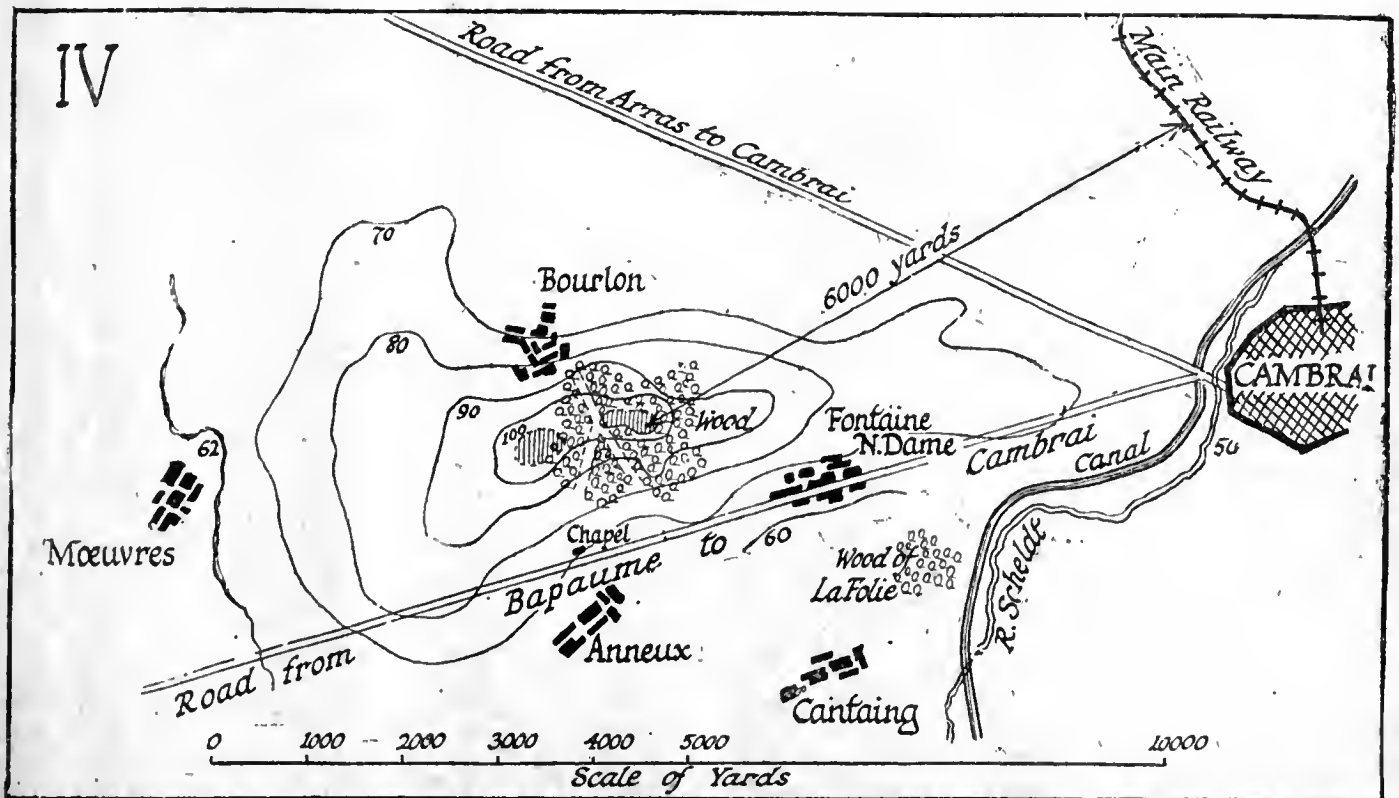 IV
Road from Arras to Cambrai
Main Railway
70
6000 yards
Bourlon
80
CAMBRAI
90
Wood
100
Fontaine
N. Dame
62
Cambrai
Canal
54
Mœuvres
Chapel
60
Road from Bapaume to
Wood of
La Folie
R. Scheldt
Anneux
Cantaing
0 1000 2000 3000 4000 5000 10000
Scale of Yards